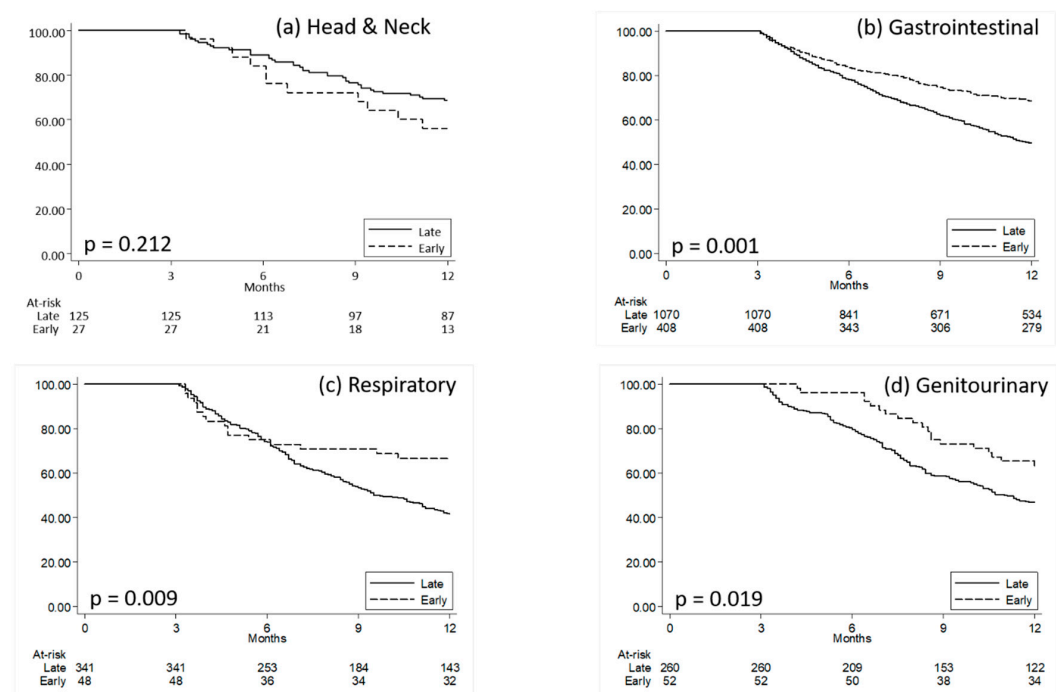 (a) Head & Neck
100.00
80.00
60.00
40.00
20.00
0.00
p = 0.212
Late
Early
0 3 6 9 12
Months
At-risk
Late 125 125 113 97 87
Early 27 27 21 18 13
(b) Gastrointestinal
100.00
80.00
60.00
40.00
20.00
0.00
p = 0.001
Late
Early
0 3 6 9 12
Months
At-risk
Late 1070 1070 841 671 534
Early 408 408 343 306 279
(c) Respiratory
100.00
80.00
60.00
40.00
20.00
0.00
p = 0.009
Late
Early
0 3 6 9 12
Months
At-risk
Late 341 341 253 184 143
Early 48 48 36 34 32
(d) Genitourinary
100.00
80.00
60.00
40.00
20.00
0.00
p = 0.019
Late
Early
0 3 6 9 12
Months
At-risk
Late 260 260 209 153 122
Early 52 52 50 38 34